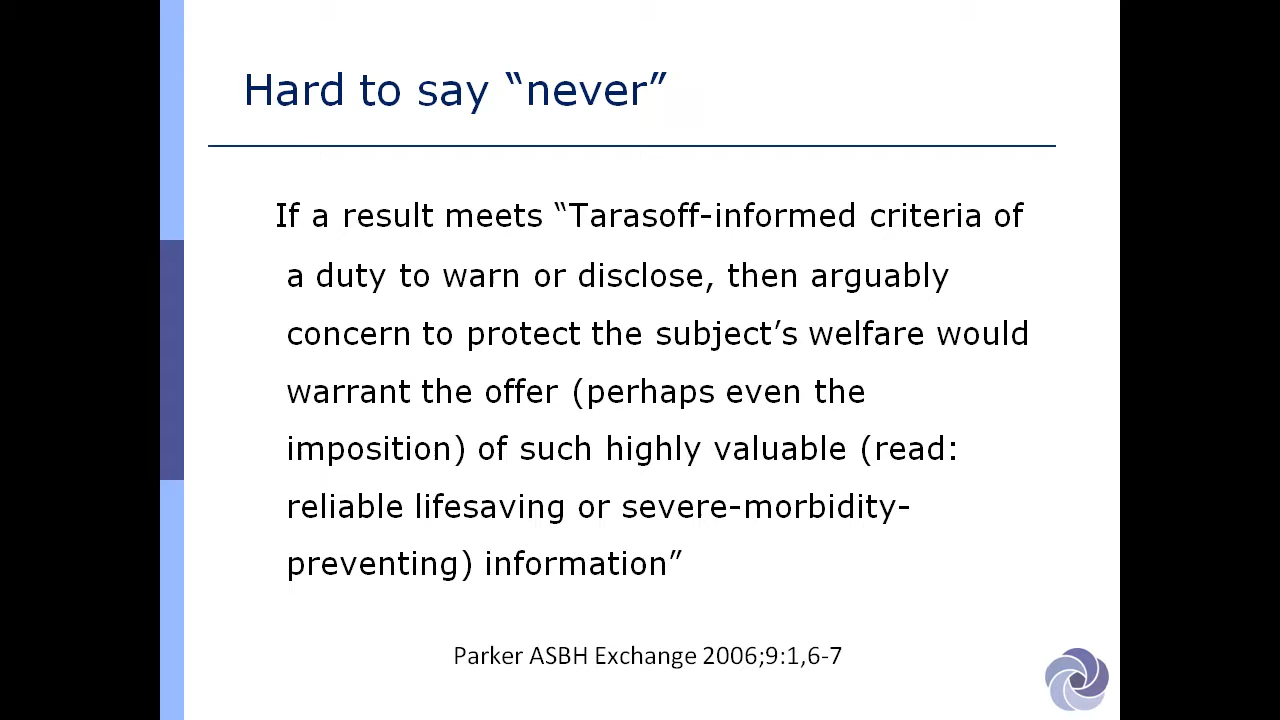 Hard to say “never”
If a result meets “Tarasoff-informed criteria of
a duty to warn or disclose, then arguably
concern to protect the subject’s welfare would
warrant the offer (perhaps even the
imposition) of such highly valuable (read:
reliable lifesaving or severe-morbidity-
preventing) information”
Parker ASBH Exchange 2006;9:1,6-7